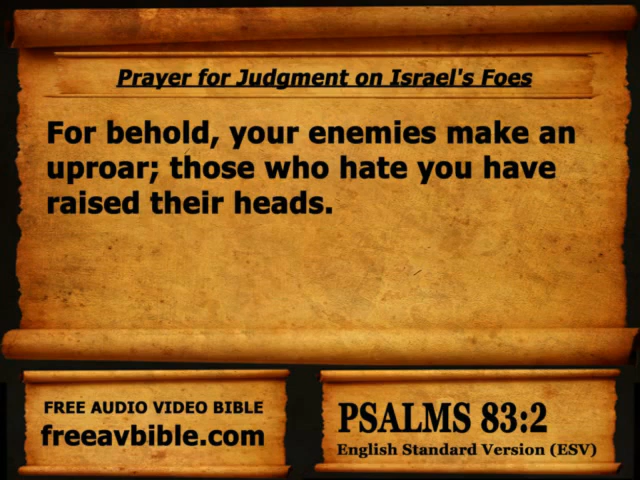 Prayer for Judgment on Israel's Foes
For behold, your enemies make an
uproar; those who hate you have
raised their heads.
FREE AUDIO VIDEO BIBLE
freeavbible.com
PSALMS 83:2
English Standard Version (ESV)